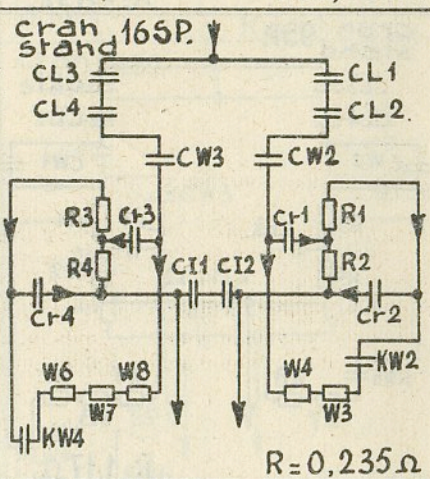 cran 16SP.
stand
CL3 CL1
CL4 CL2.
CW3 CW2
R3 Cr3 Cr1 R1
R4 CI1 CI2 R2
Cr4 Cr2
W6 W8 W4 KW2
W7 W3
KW4
R=0,235Ω